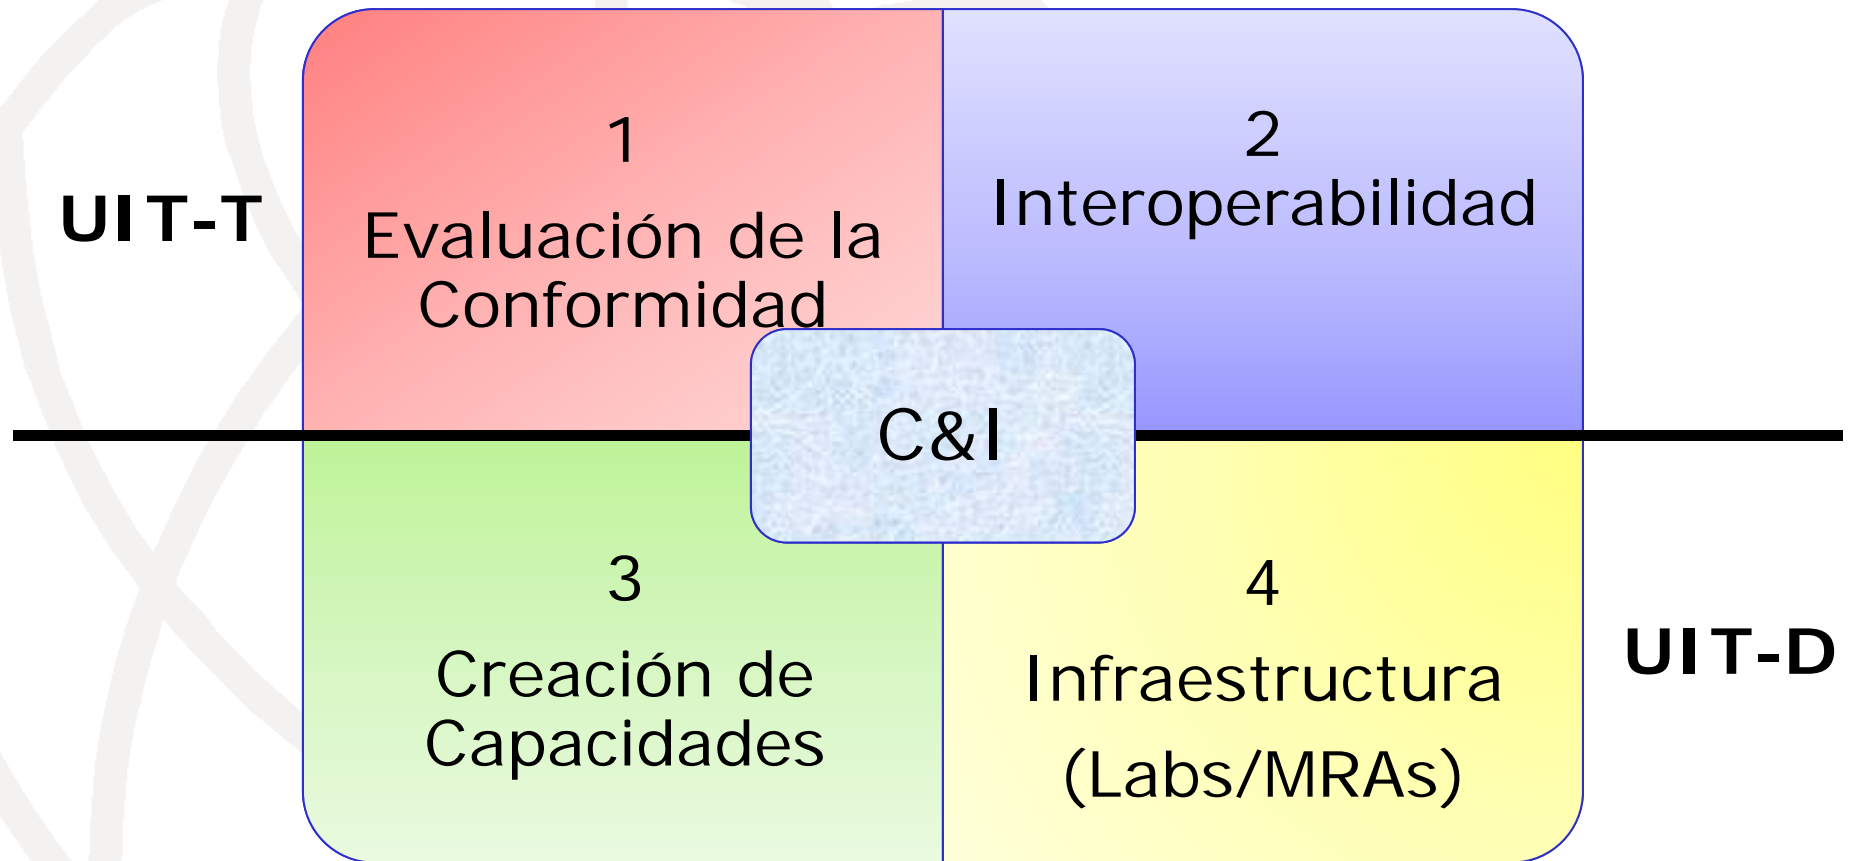 UIT-T
1
Evaluación de la
Conformidad
2
Interoperabilidad
C&I
3
Creación de
Capacidades
4
Infraestructura
(Labs/MRAs)
UIT-D